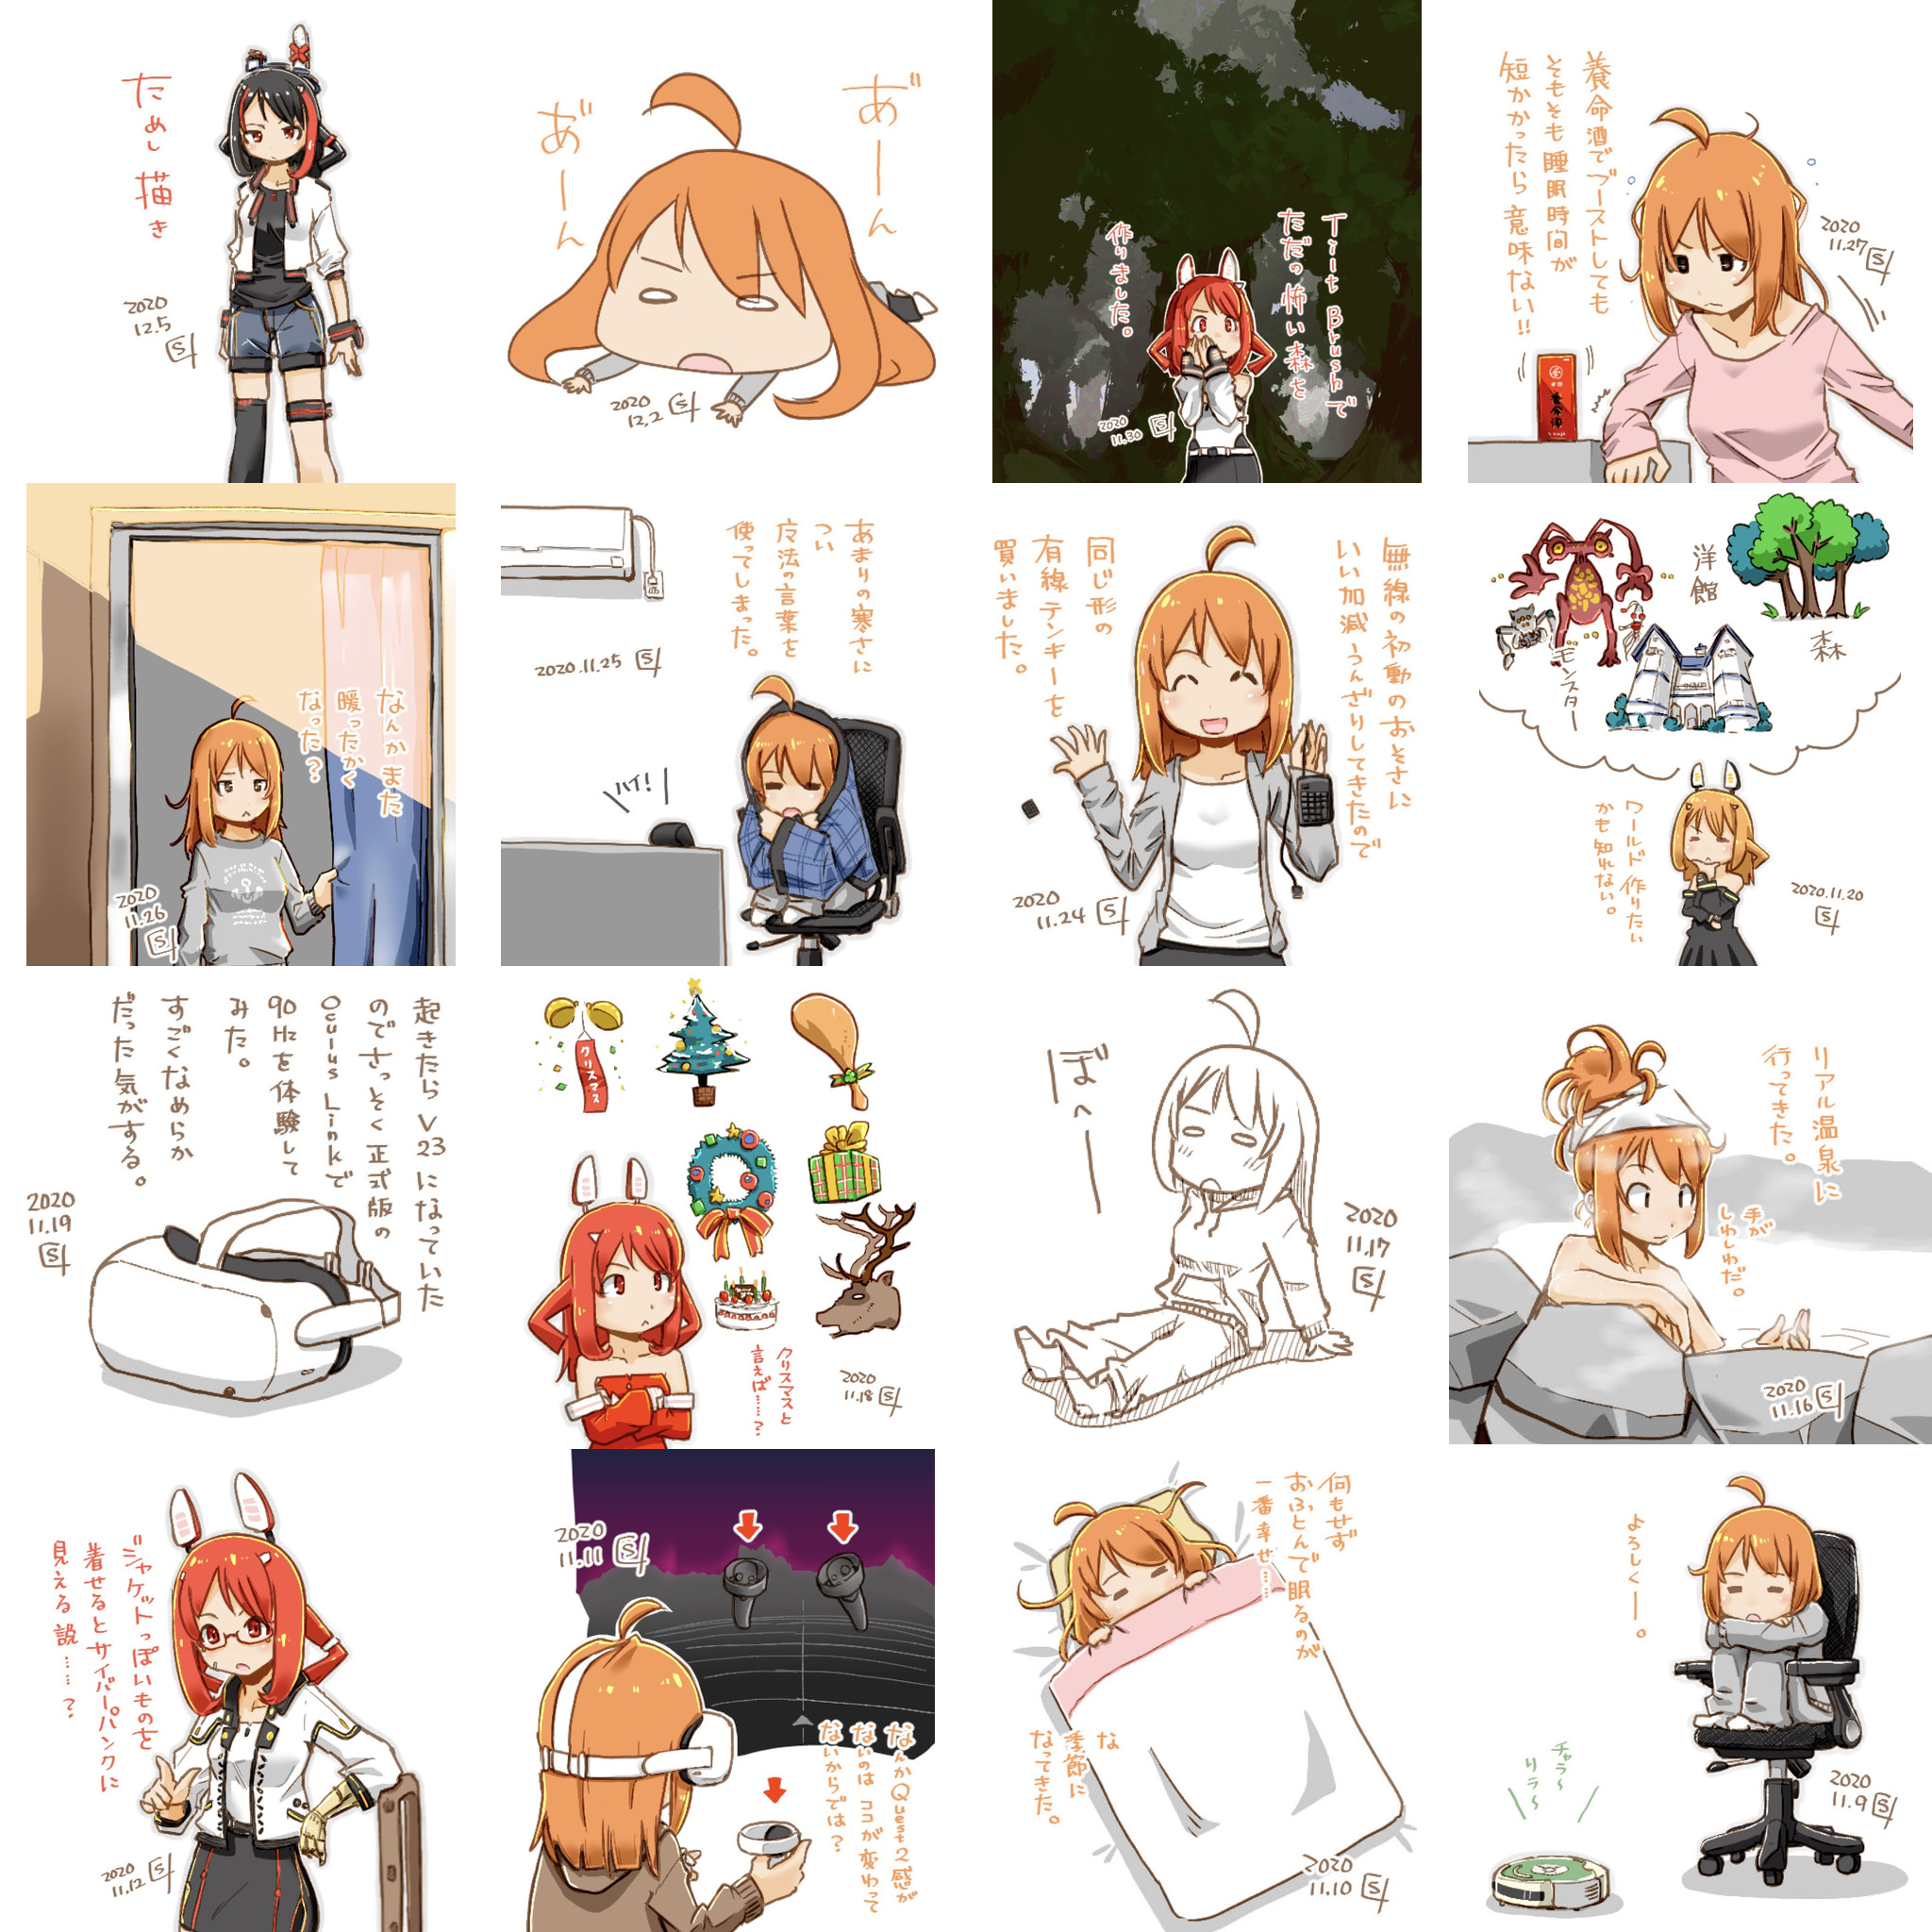 ためし描き
2020
12.5
あ゛ーん
あ゛ーん
2020
12.2
Tilt Brushで
ただの怖い森を
作りました。
2020
11.30
養命酒でブーストしても
そもそも睡眠時間が
短かかったら意味ない!!
2020
11.27
養命酒
なんかまた
暖ったかく
なった？
2020
11.26
あまりの寒さに
つい
魔法の言葉を
使ってしまった。
2020.11.25
ハイ!
無線の初動のおそさに
いい加減うんざりしてきたので
同じ形の
有線テンキーを
買いました。
2020
11.24
森
洋館
モンスター
ワールド作りたい
かも知れない。
2020.11.20
起きたらV23になっていた
のでさっそく正式版の
Oculus Linkで
90Hzを体験して
みた。
すごくなめらか
だった気がする。
2020
11.19
クリスマス
クリスマスと
言えば……？
2020
11.18
ぼへー
2020
11.17
リアル温泉に
行ってきた。
手が
しわしわだ。
2020
11.16
ジャケットっぽいものを
着せるとサイバーパンクに
見える説……？
2020
11.12
2020
11.11
なんかQuest2感が
ないのはココが変わって
ないからでは？
何もせず
おふとんで眠るのが
一番幸せ……
な
季節に
なってきた。
2020
11.10
よろしくー。
チャラ〜
リラ〜
2020
11.9